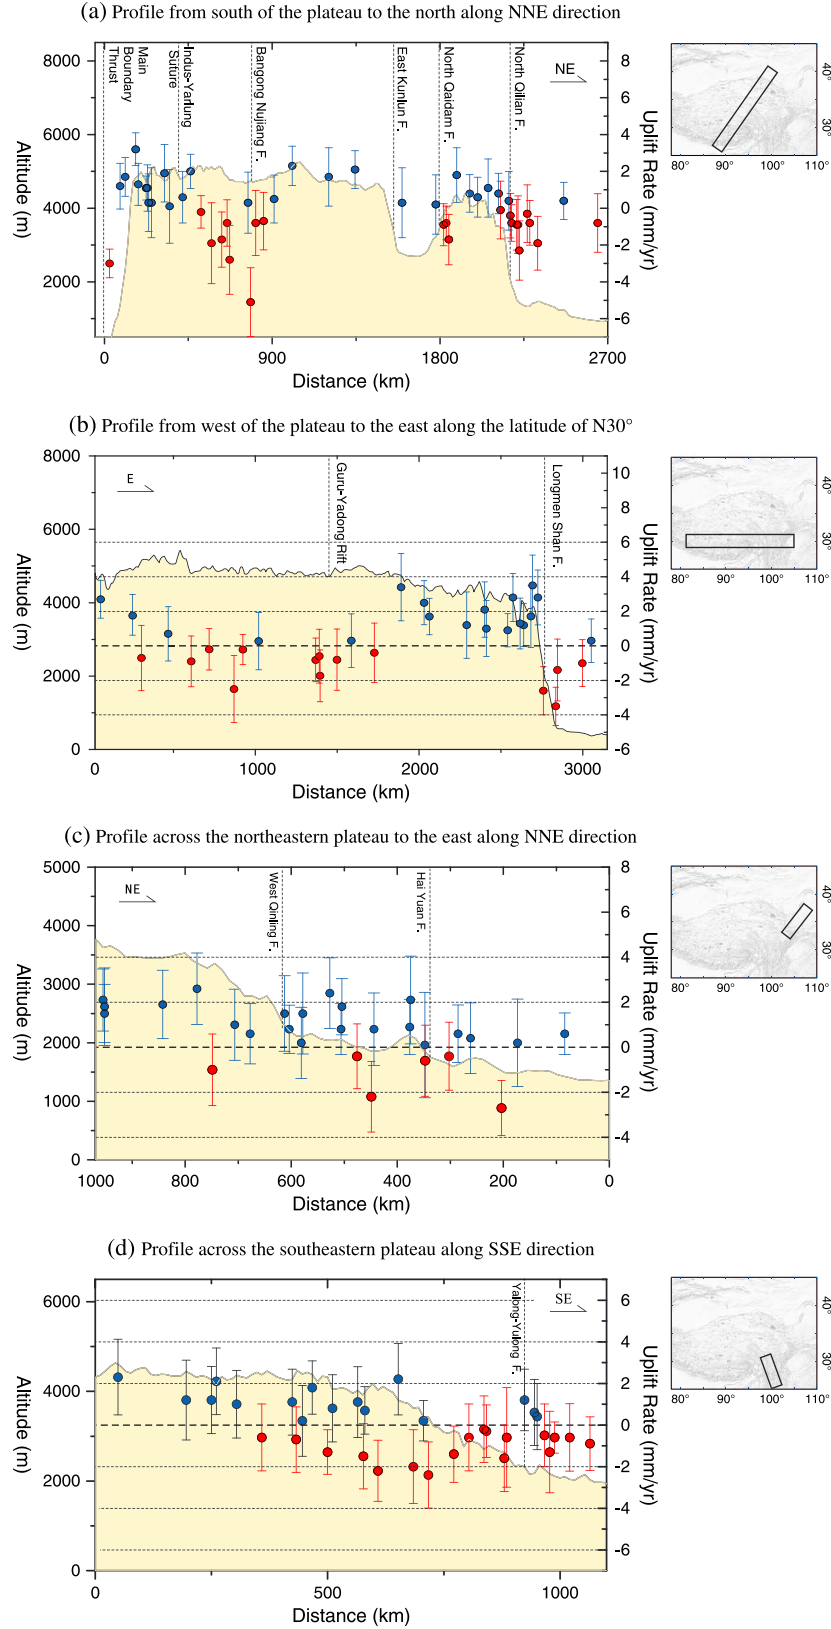 (a) Profile from south of the plateau to the north along NNE direction
Main Boundary Thrust
Indus-Yarlung Suture
Bangong Nujiang F.
East Kunlun F.
North Qaidam F.
North Qilian F.
NE
8000
6000
4000
2000
Altitude (m)
8
6
4
2
0
-2
-4
-6
Uplift Rate (mm/yr)
0 900 1800 2700
Distance (km)
40°
30°
80° 90° 100° 110°
(b) Profile from west of the plateau to the east along the latitude of N30°
E
Guru-Yadong Rift
Longmen Shan F.
8000
6000
4000
2000
0
Altitude (m)
10
8
6
4
2
0
-2
-4
-6
Uplift Rate (mm/yr)
0 1000 2000 3000
Distance (km)
40°
30°
80° 90° 100° 110°
(c) Profile across the northeastern plateau to the east along NNE direction
NE
West Qinling F.
Hai Yuan F.
5000
4000
3000
2000
1000
0
Altitude (m)
8
6
4
2
0
-2
-4
Uplift Rate (mm/yr)
1000 800 600 400 200 0
Distance (km)
40°
30°
80° 90° 100° 110°
(d) Profile across the southeastern plateau along SSE direction
Yalong-Yulong F.
SE
6000
4000
2000
0
Altitude (m)
6
4
2
0
-2
-4
-6
Uplift Rate (mm/yr)
0 500 1000
Distance (km)
40°
30°
80° 90° 100° 110°